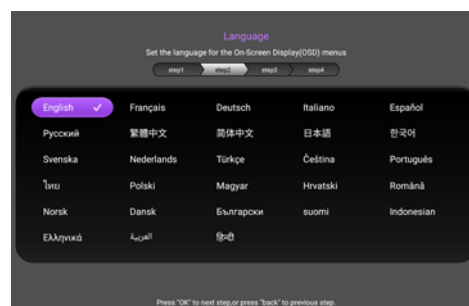 Language
Set the language for the On-Screen Display(OSD) menus
step1 step2 step3 step4
English Français Deutsch Italiano Español
Русский 繁體中文 简体中文 日本語 한국어
Svenska Nederlands Türkçe Čeština Português
ไทย Polski Magyar Hrvatski Română
Norsk Dansk Български suomi Indonesian
Ελληνικά العربية हिन्दी
Press "OK" to next step,or press "back" to previous step.